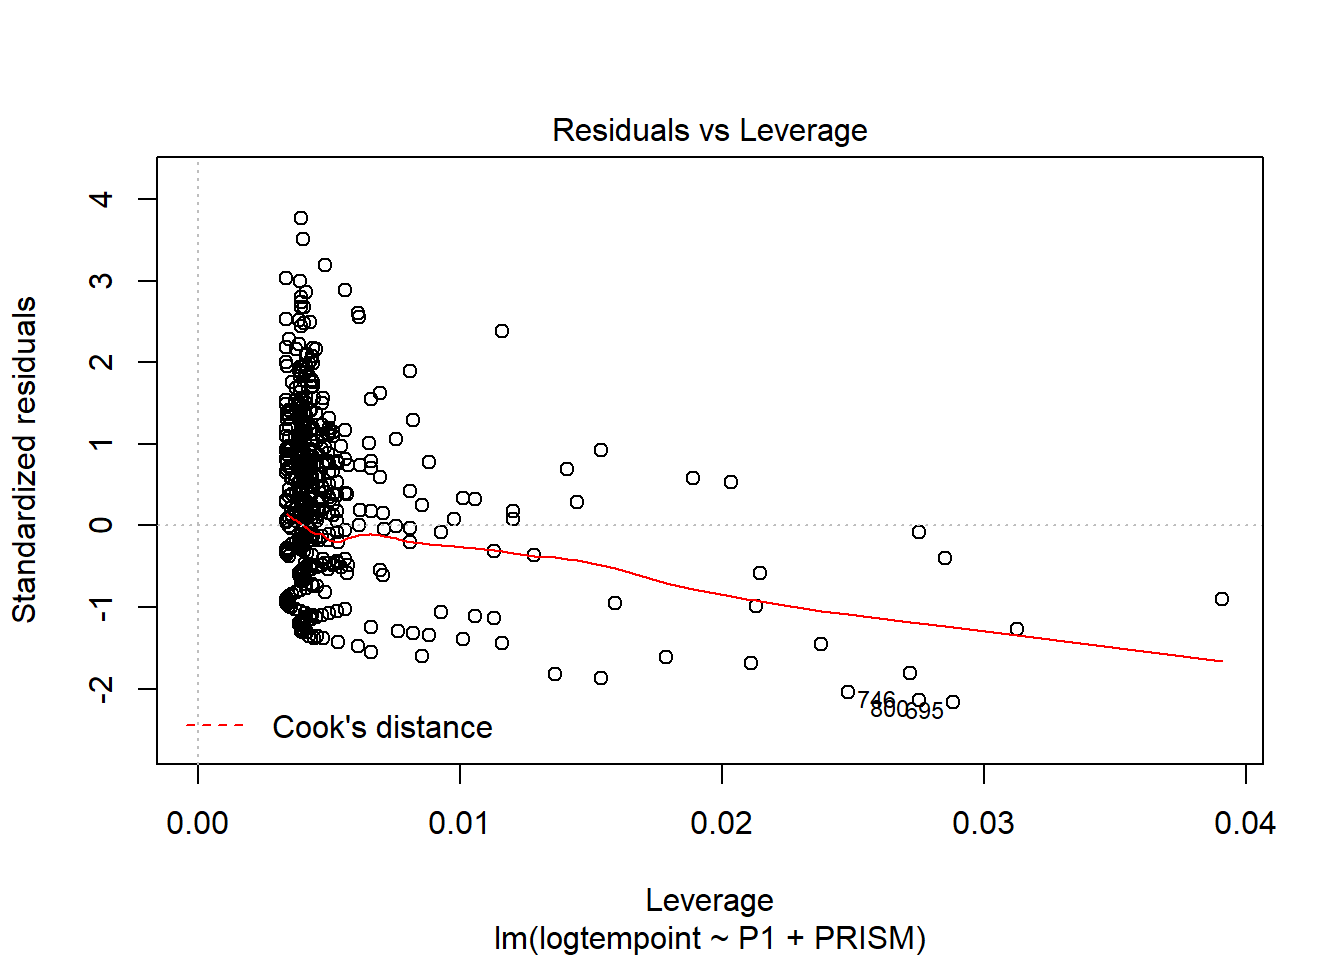 Residuals vs Leverage
Standardized residuals
4
3
2
1
0
-1
-2
746
800
695
Cook's distance
0.00 0.01 0.02 0.03 0.04
Leverage
lm(logtempoint ~ P1 + PRISM)